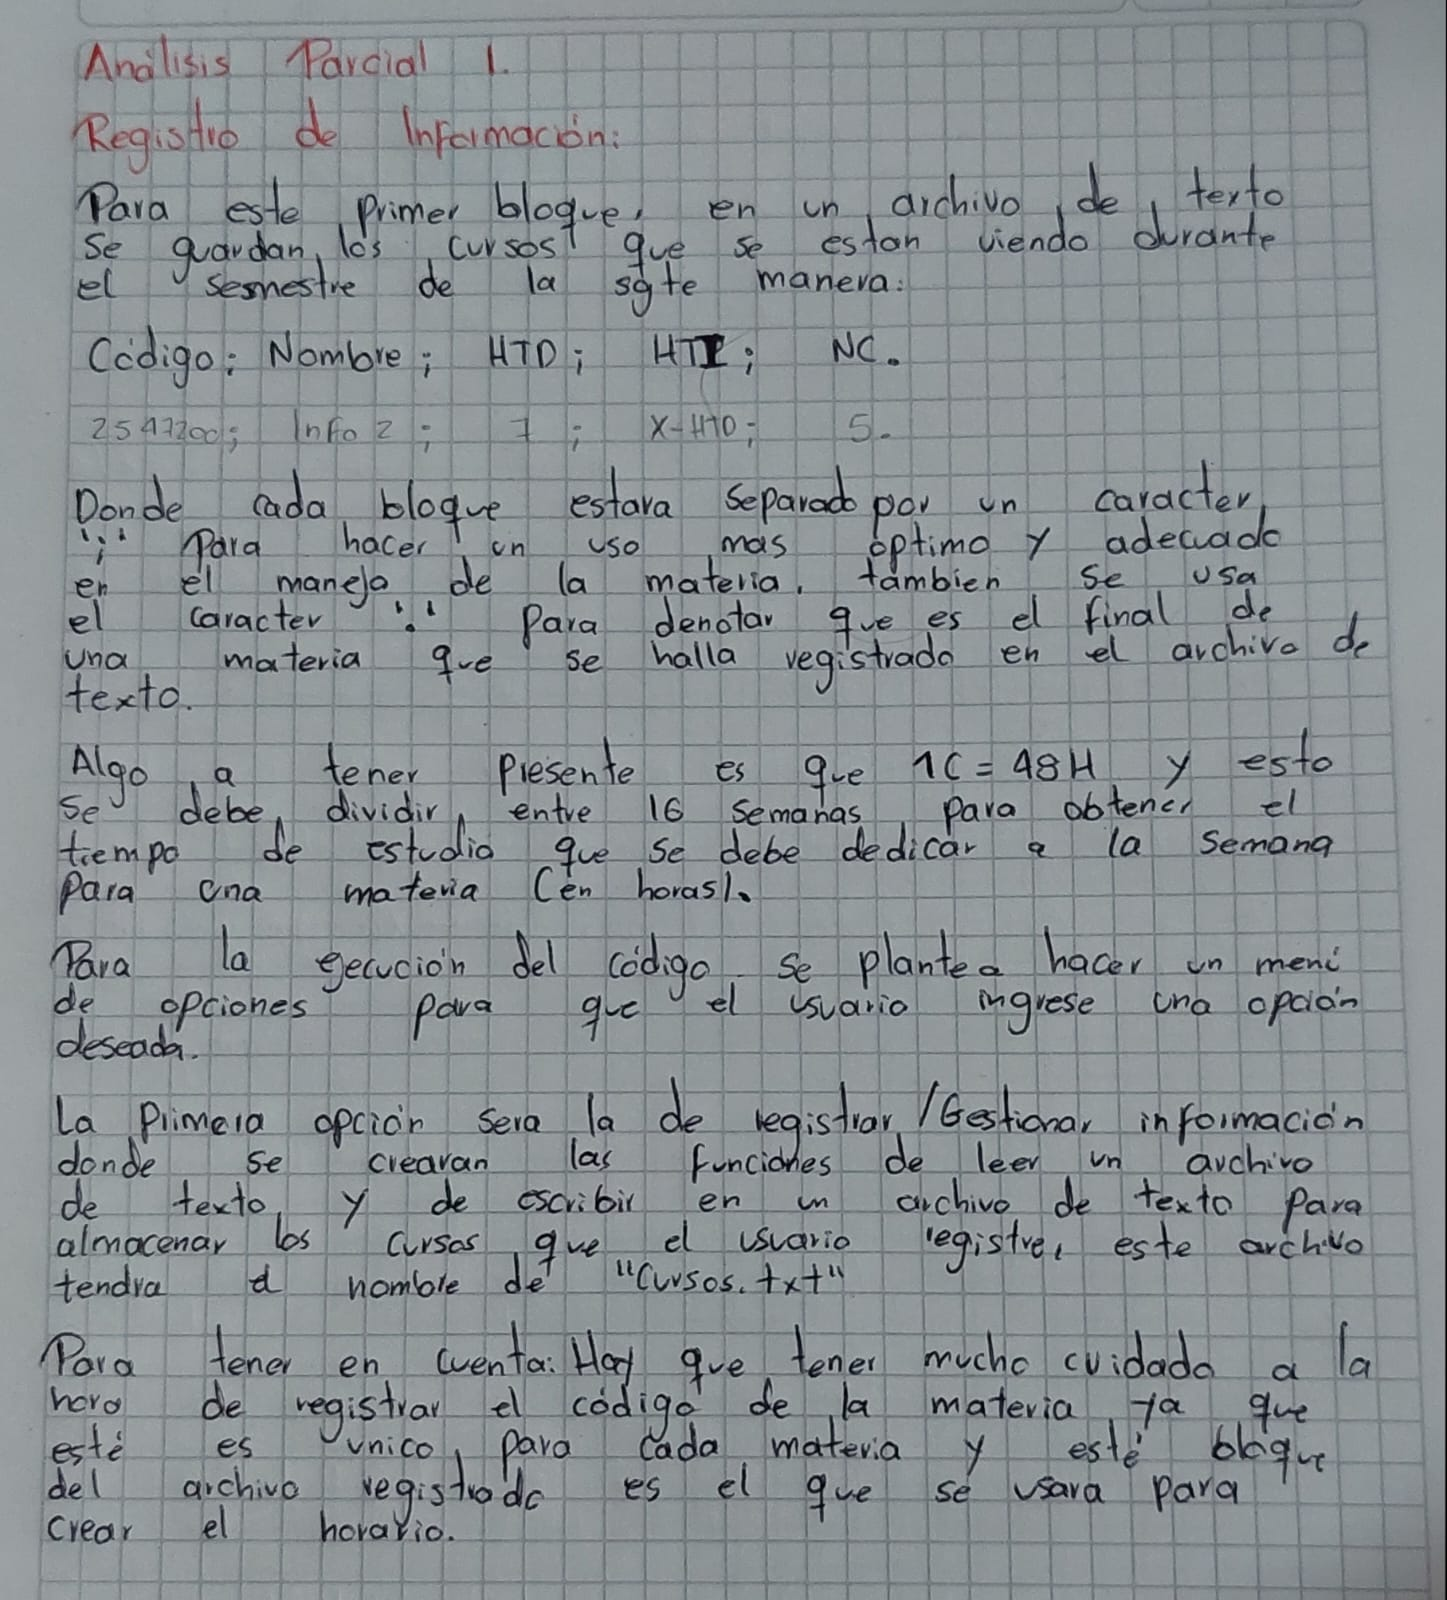 Análisis Parcial 1.
Registro de Información:
Para este primer bloque, en un archivo de texto
se guardan los cursos que se estan viendo durante
el sesmestre de la sgte manera:
Código; Nombre; HTD; HTI; NC.
2547200; Info 2; 7; X-HTD; 5.
Donde cada bloque estara separado por un caracter
";" para hacer un uso mas óptimo y adecuado
en el manejo de la materia, tambien se usa
el caracter "." para denotar que es el final de
una materia que se halla registrado en el archivo de
texto.
Algo a tener presente es que 1C = 48H y esto
se debe dividir entre 16 semanas para obtener el
tiempo de estudio que se debe dedicar a la semana
para una materia (en horas).
Para la ejecución del código se plantea hacer un menú
de opciones para que el usuario ingrese una opción
deseada.
La primera opción sera la de registrar/Gestionar información
donde se crearan las funciones de leer un archivo
de texto y de escribir en un archivo de texto para
almacenar los cursos que el usuario registre, este archivo
tendra el nombre de "Cursos.txt"
Para tener en cuenta: Hay que tener mucho cuidado a la
hora de registrar el código de la materia ya que
esté es unico para cada materia y esté bloque
del archivo registrado es el que se usara para
crear el horario.